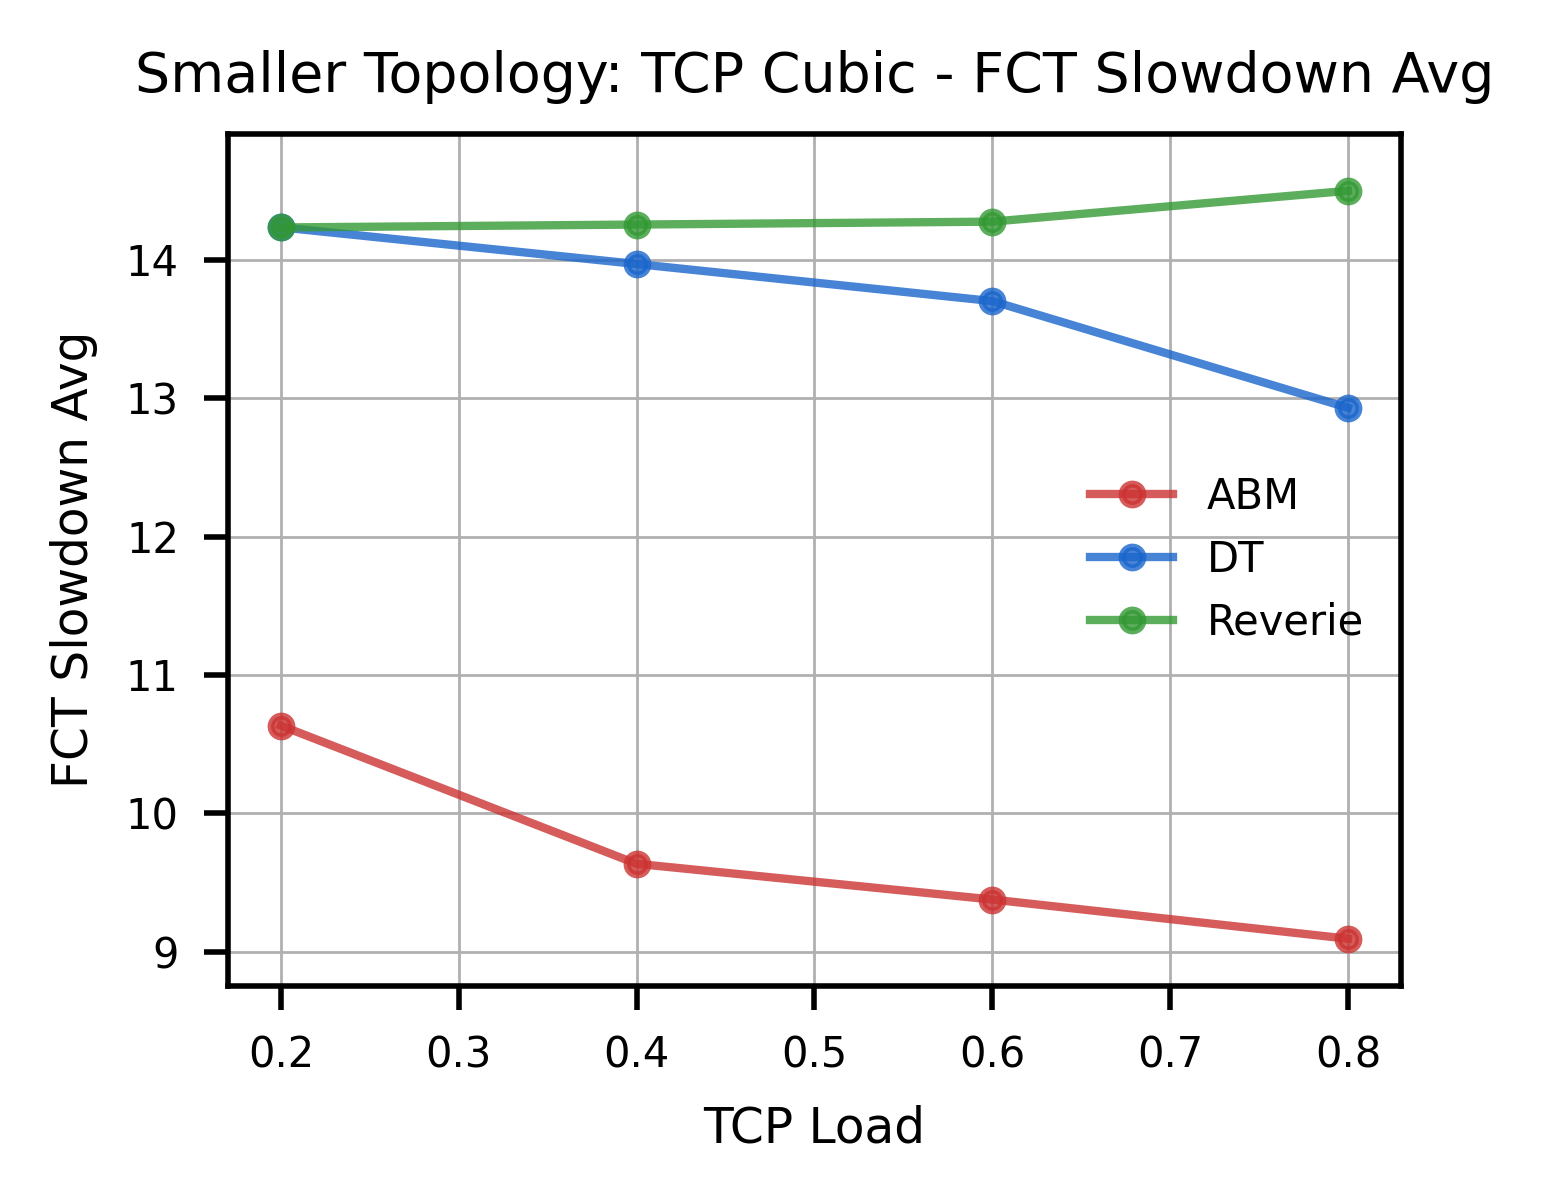 Smaller Topology: TCP Cubic - FCT Slowdown Avg
FCT Slowdown Avg
14
13
12
11
10
9
ABM
DT
Reverie
0.2 0.3 0.4 0.5 0.6 0.7 0.8
TCP Load